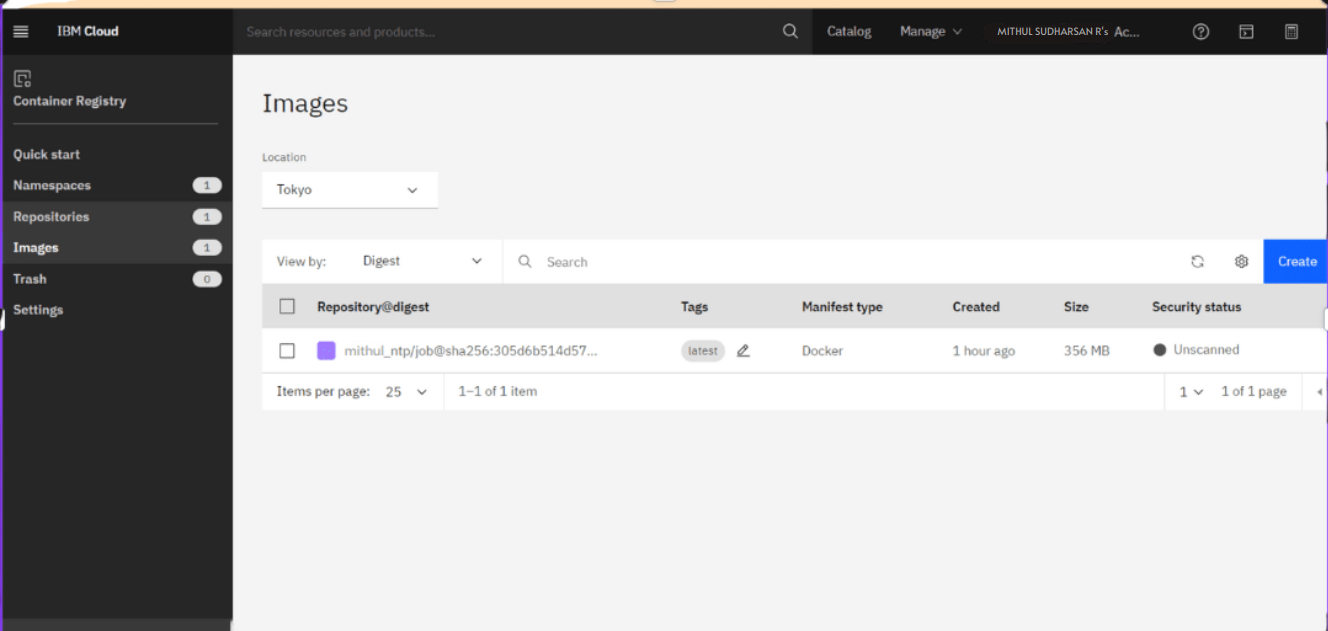 IBM Cloud
Search resources and products...
Catalog
Manage
MITHUL SUDHARSAN R's Ac...
Container Registry
Quick start
Namespaces 1
Repositories 1
Images 1
Trash 0
Settings
Images
Location
Tokyo
View by: Digest
Search
Create
Repository@digest Tags Manifest type Created Size Security status
mithul_ntp/job@sha256:305d6b514d57... latest Docker 1 hour ago 356 MB Unscanned
Items per page: 25 1–1 of 1 item 1 1 of 1 page